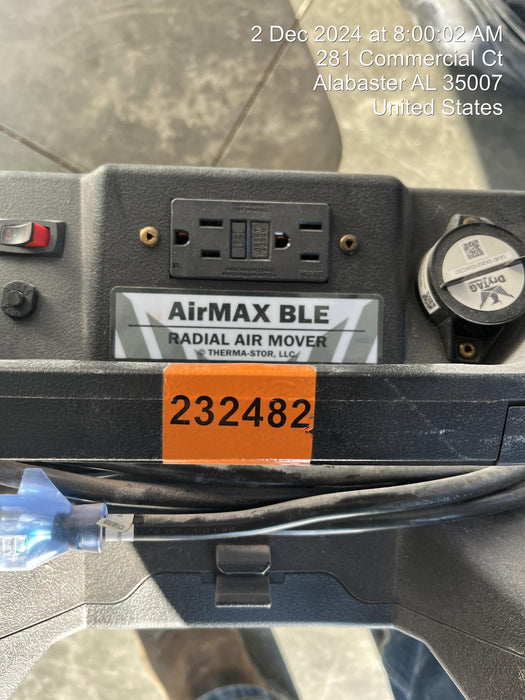 2 Dec 2024 at 8:00:02 AM
281 Commercial Ct
Alabaster AL 35007
United States
DryTAG
AirMAX BLE
RADIAL AIR MOVER
© THERMA-STOR, LLC
232482